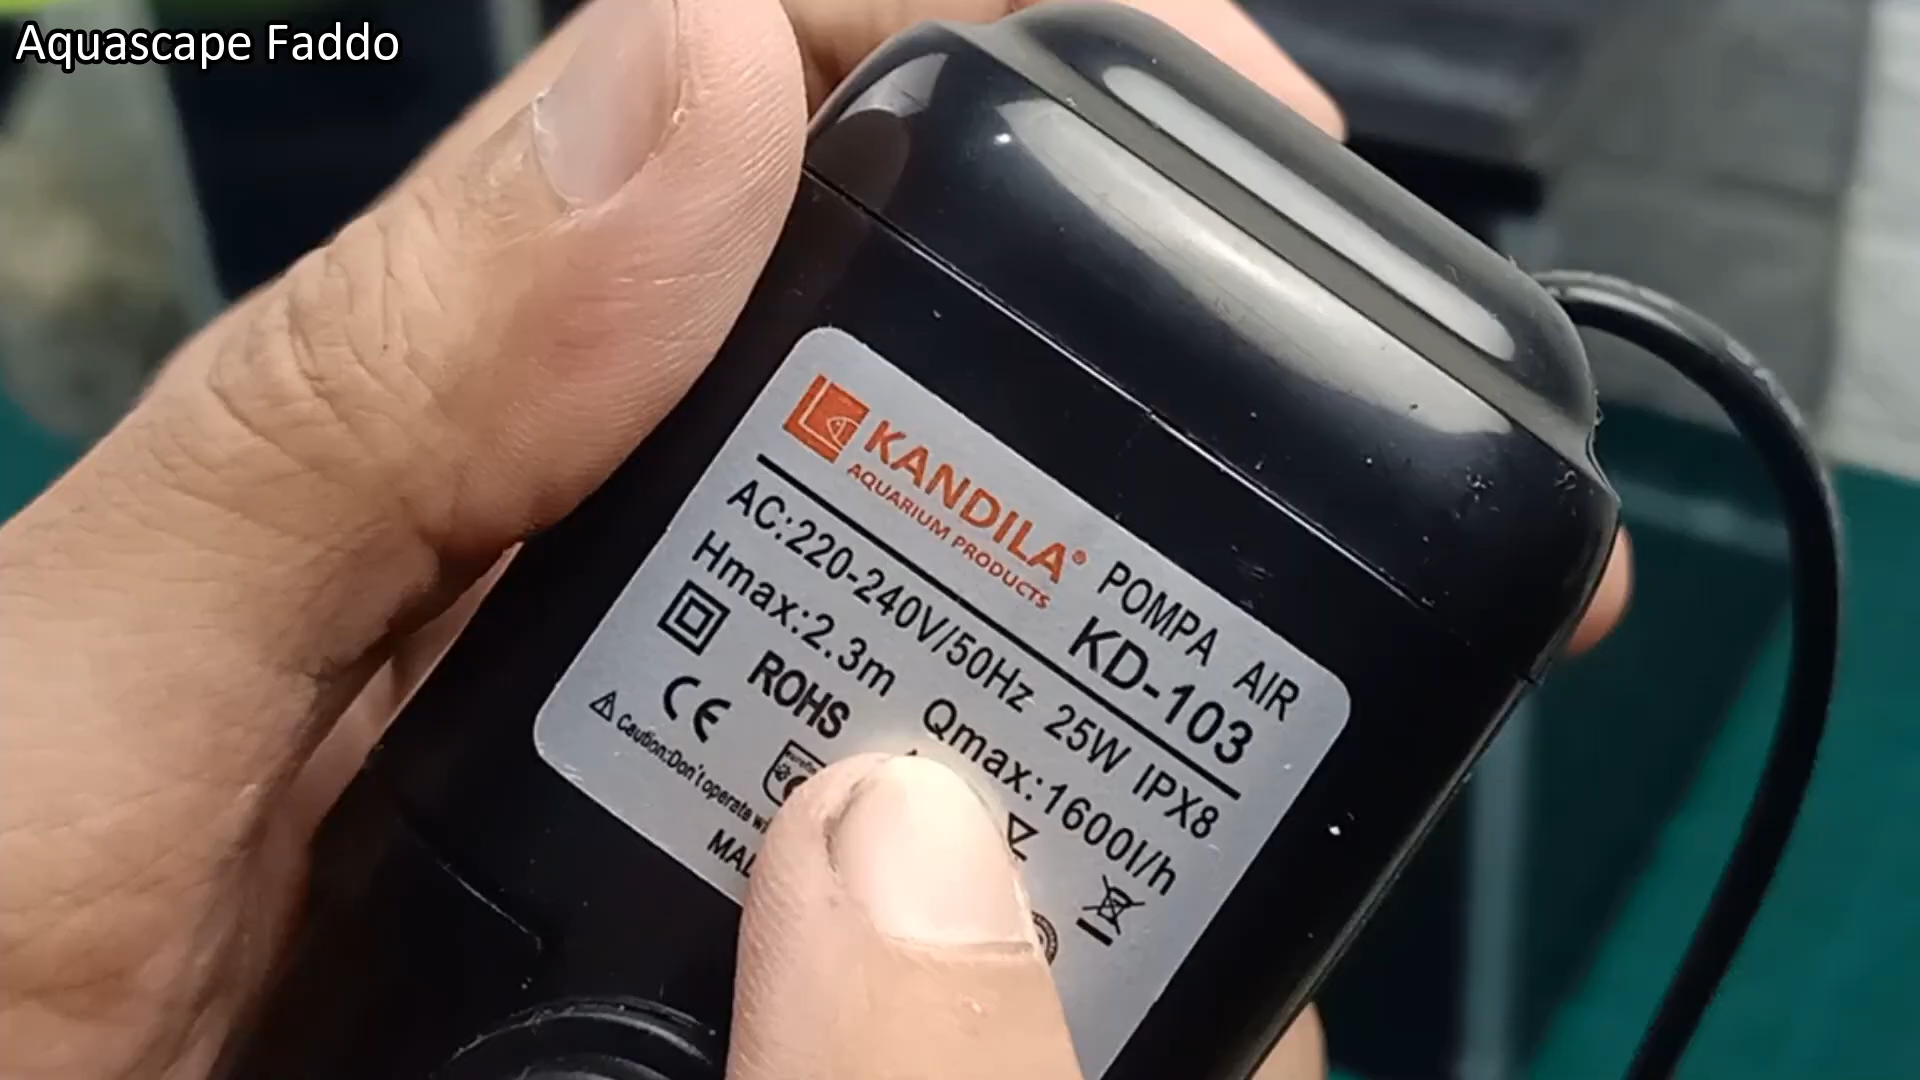 Aquascape Faddo
KANDILA®
AQUARIUM PRODUCTS
POMPA AIR
KD-103
AC:220-240V/50Hz 25W IPX8
Hmax:2.3m Qmax:1600l/h
ROHS
CE
Caution:Don't operate